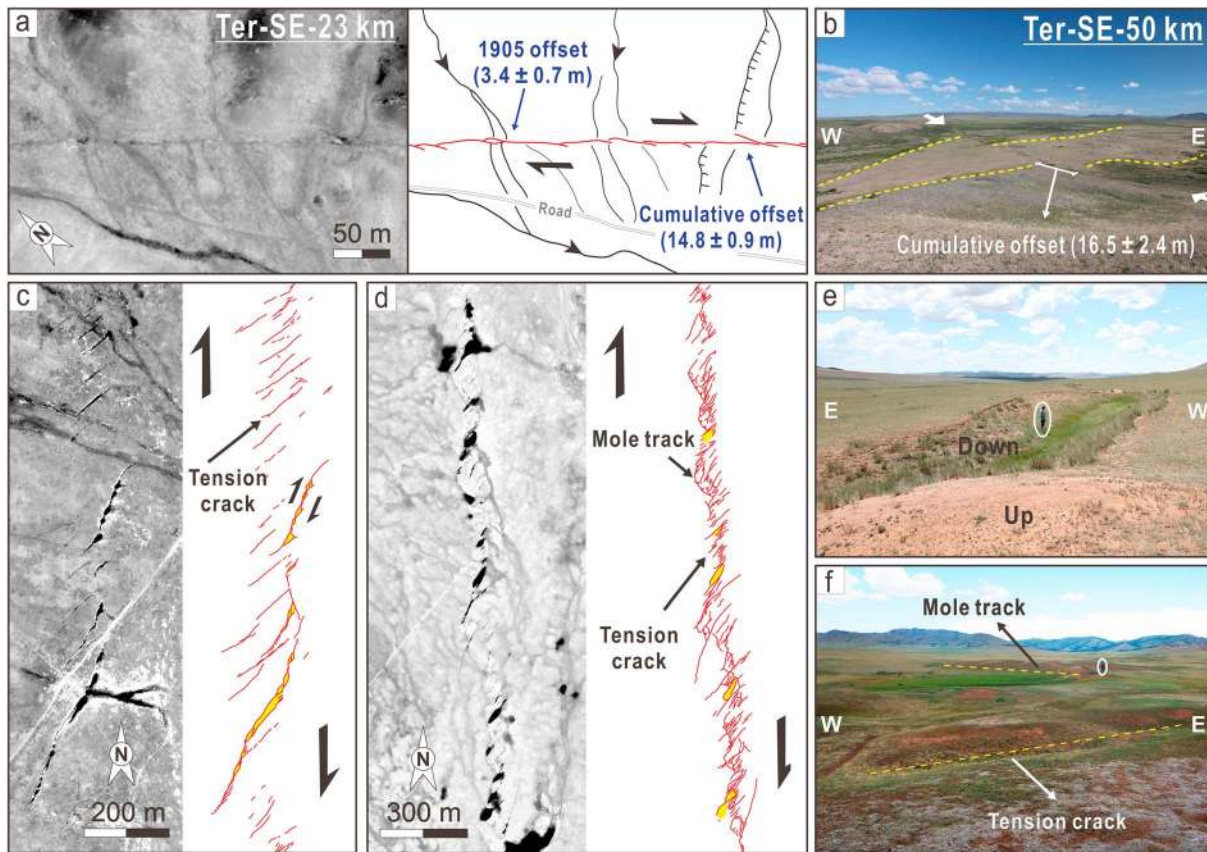 a
Ter-SE-23 km
N
50 m
1905 offset
(3.4 ± 0.7 m)
Road
Cumulative offset
(14.8 ± 0.9 m)
b
Ter-SE-50 km
W
E
Cumulative offset (16.5 ± 2.4 m)
c
Tension
crack
N
200 m
d
Mole track
Tension
crack
N
300 m
e
E
W
Down
Up
f
Mole track
W
E
Tension crack